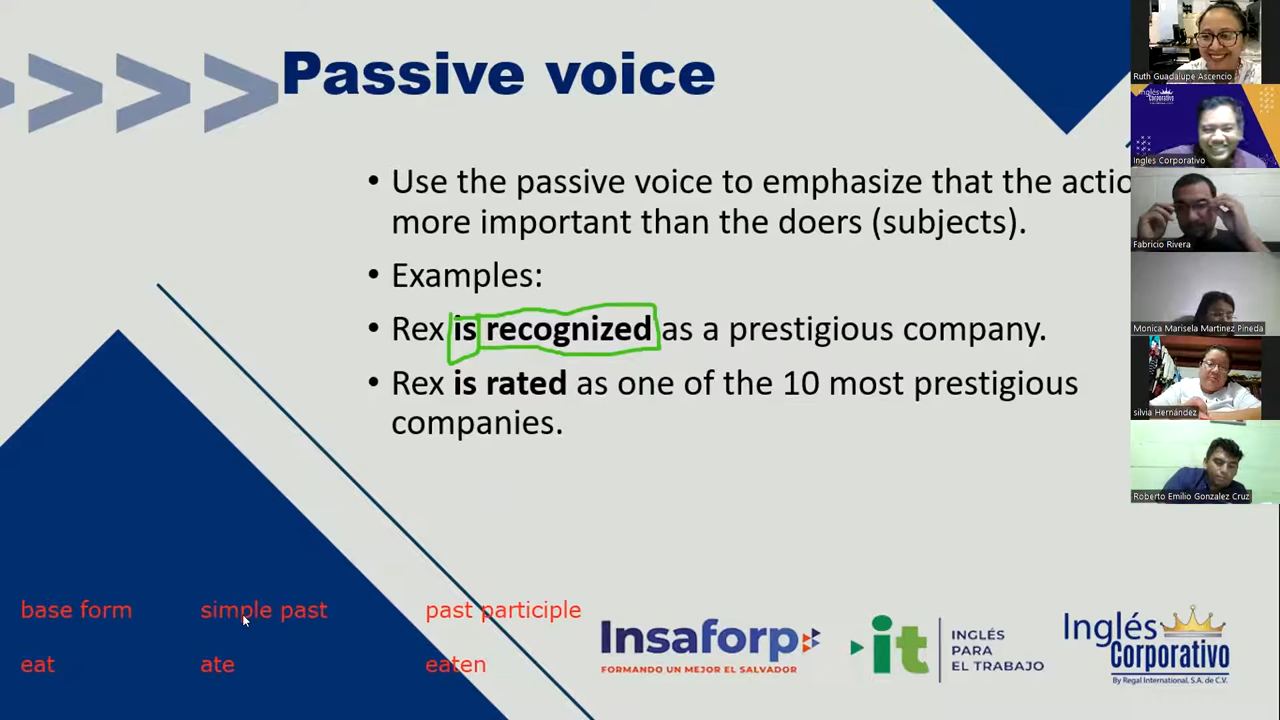 Passive voice
• Use the passive voice to emphasize that the actio
more important than the doers (subjects).
• Examples:
• Rex is recognized as a prestigious company.
• Rex is rated as one of the 10 most prestigious
companies.
base form simple past past participle
eat ate eaten
Insaforp
FORMANDO UN MEJOR EL SALVADOR
it
INGLÉS
PARA
EL TRABAJO
Inglés
Corporativo
By Regal International, S.A. de C.V.
Ruth Guadalupe Ascencio
Inglés
Corporativo
Ingles Corporativo
Fabricio Rivera
Monica Marisela Martinez Pineda
silvia Hernández
Roberto Emilio Gonzalez Cruz